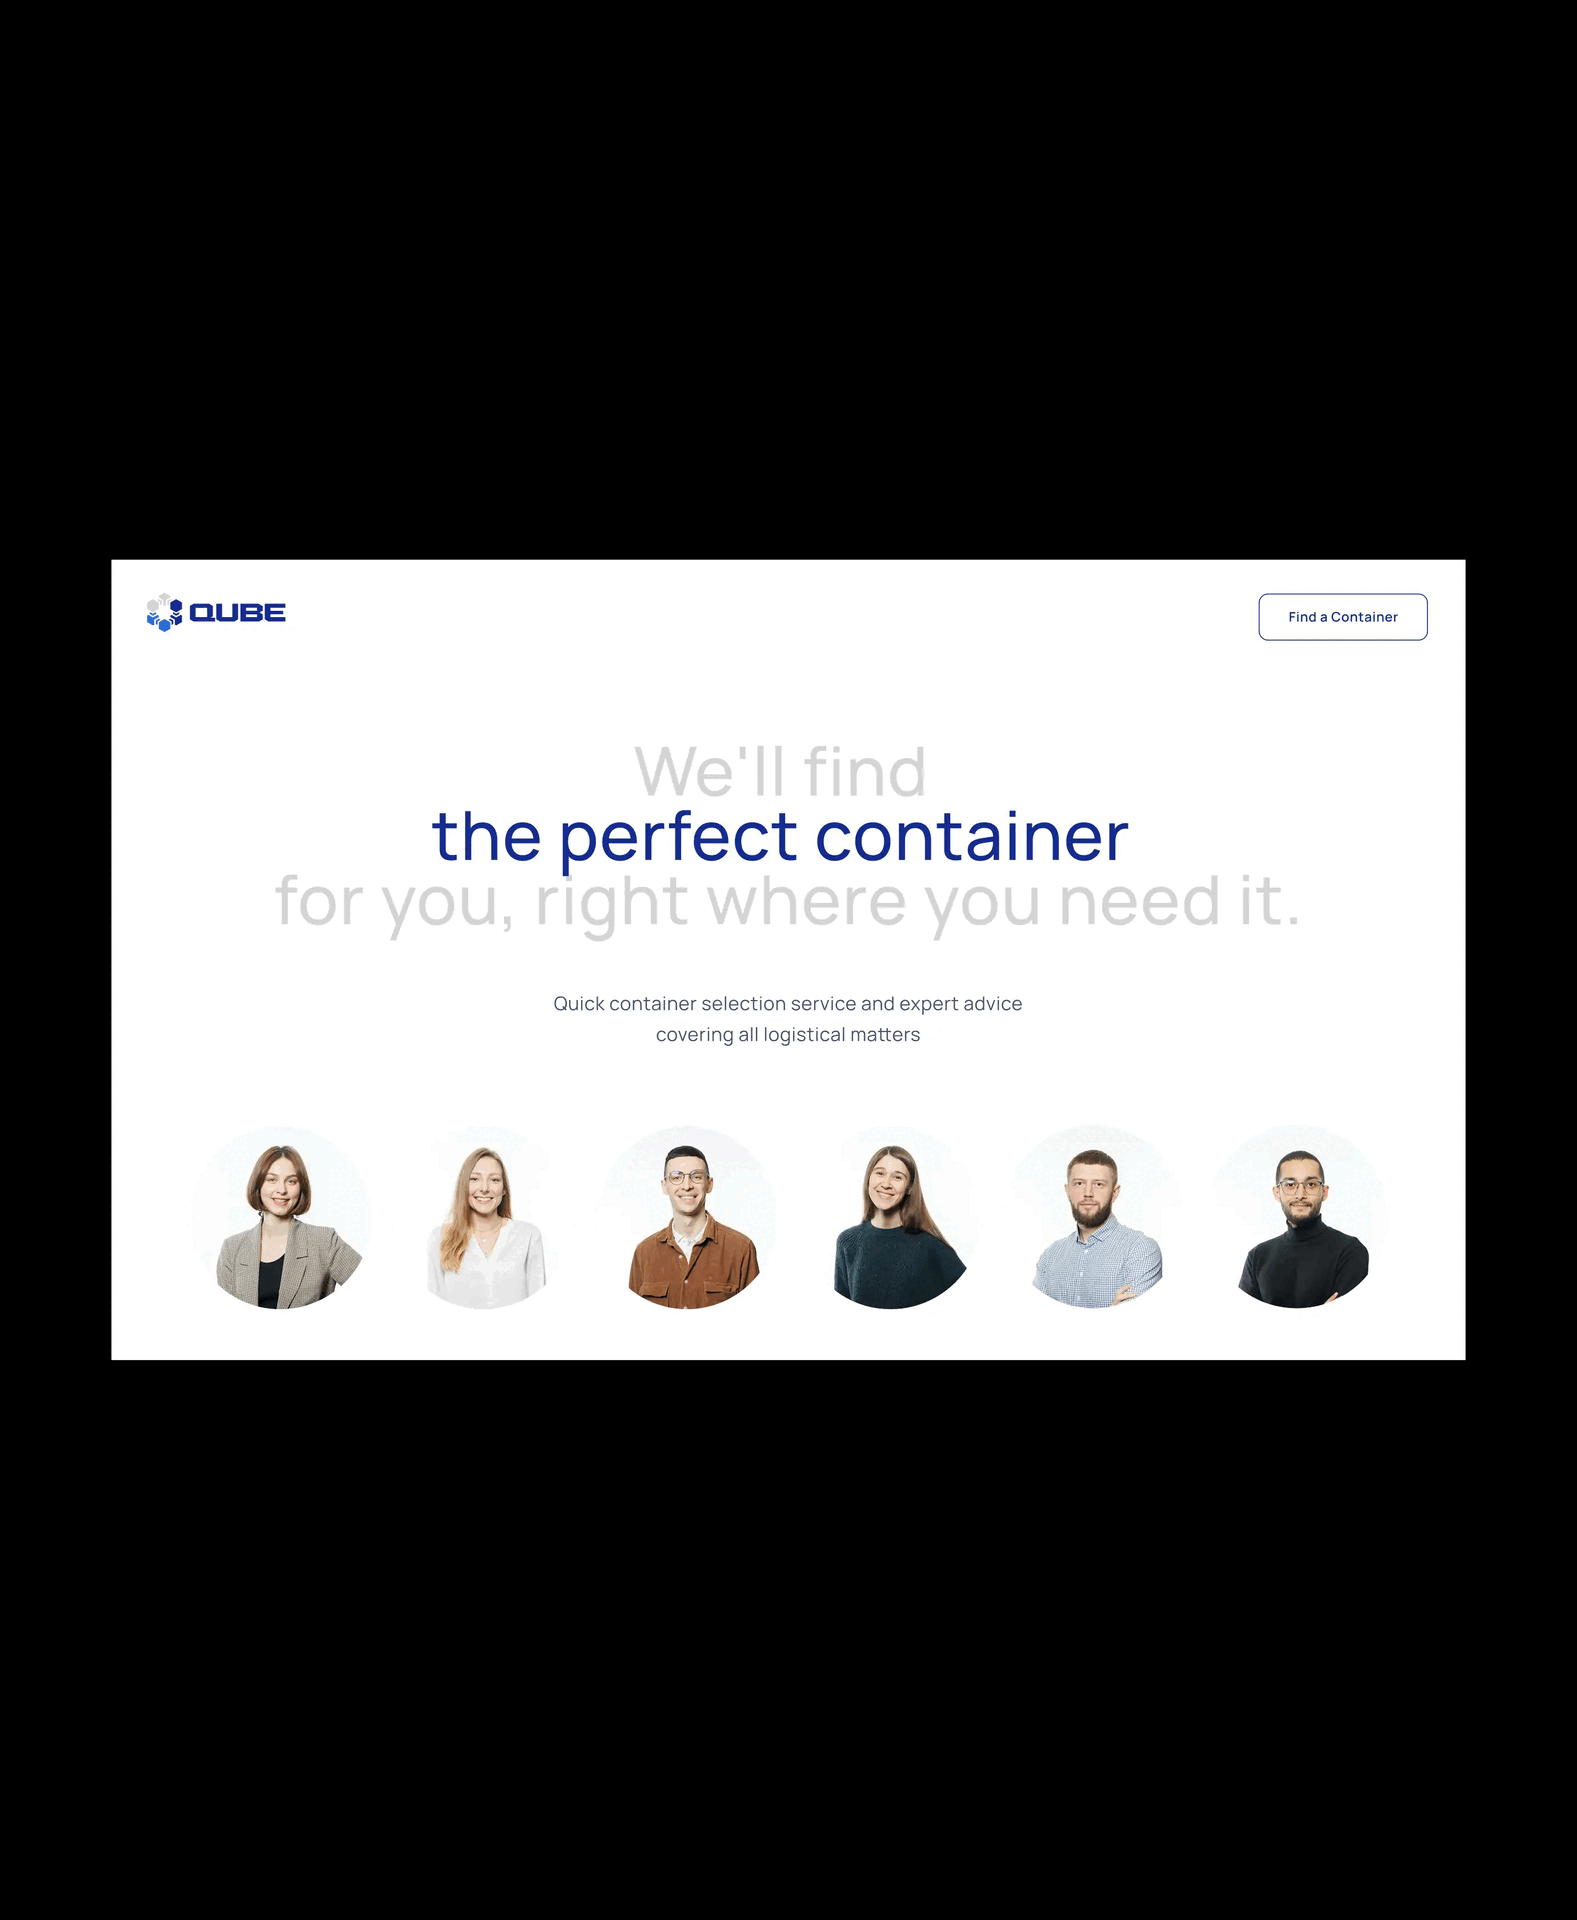 QUBE
Find a Container
We'll find
the perfect container
for you, right where you need it.
Quick container selection service and expert advice
covering all logistical matters